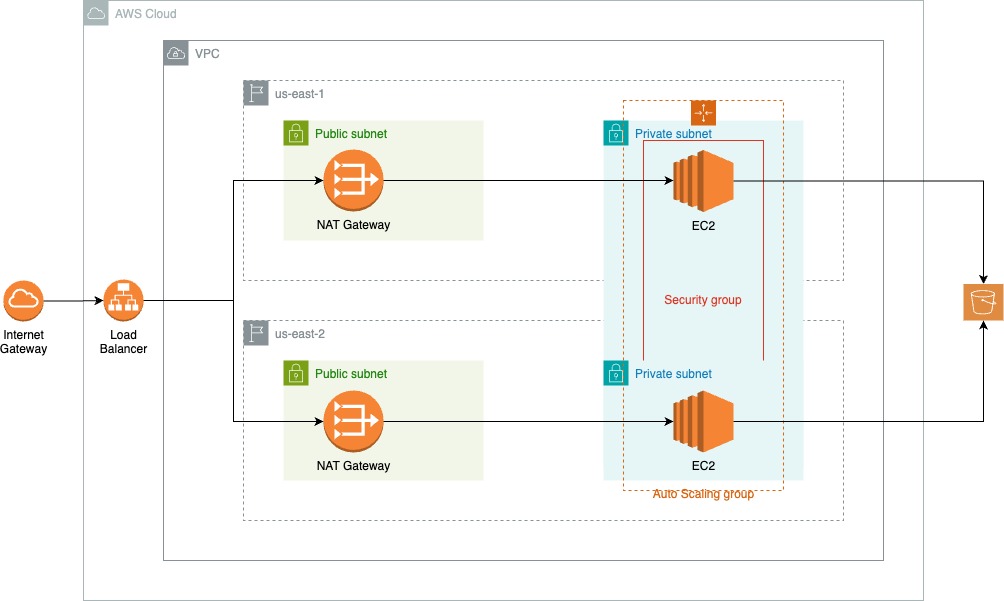 AWS Cloud
VPC
us-east-1
Public subnet
Private subnet
NAT Gateway
EC2
Security group
Internet
Gateway
Load
Balancer
us-east-2
Public subnet
Private subnet
NAT Gateway
EC2
Auto Scaling group